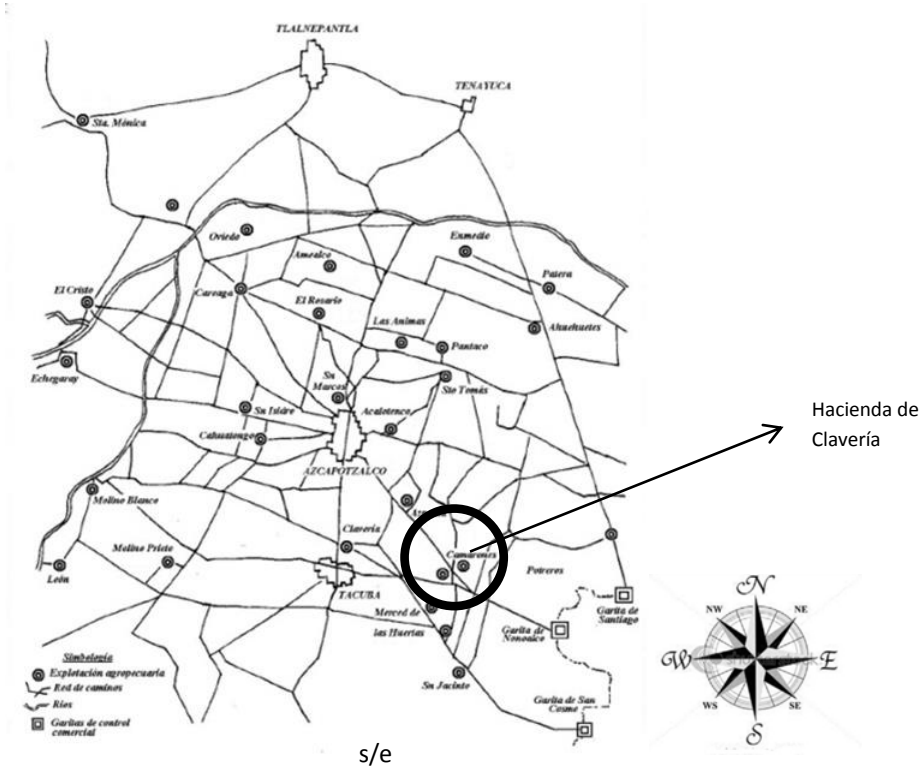 TLALNEPANTLA
TENAYUCA
Sta. Mónica
Oviedo
Enmedio
Amealco
Patera
Careaga
El Cristo
El Rosario
Las Animas
Ahuehuetes
Pantaco
Echegaray
Sn
Marcos
Sto Tomás
Hacienda de
Clavería
Sn Isidro
Acalotenco
Cahualongo
AZCAPOTZALCO
Molino Blanco
Clavería
Camarones
Molino Prieto
Potreros
León
TACUBA
Merced de
las Huertas
Garita de
Santiago
Garita de
Nonoalco
Sn Jacinto
Garita de San
Cosme
Simbología
Explotación agropecuaria
Red de caminos
Ríos
Garitas de control
comercial
s/e
N
NW
NE
W
E
WS
SE
S